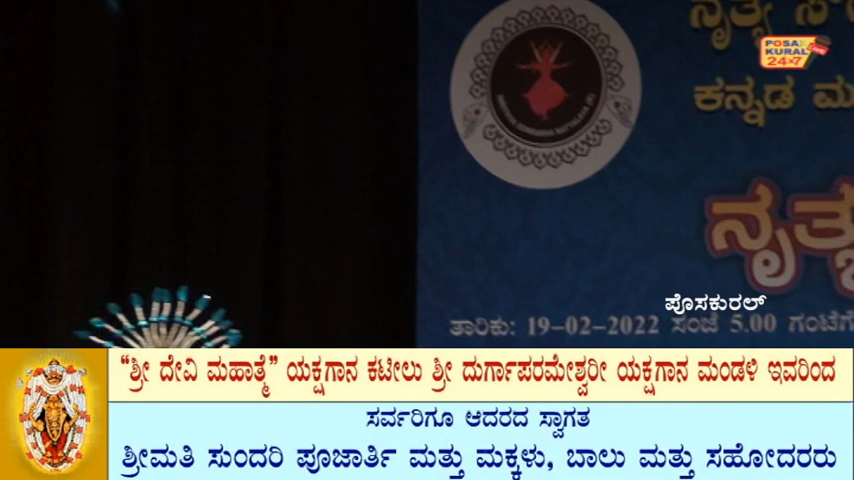 ನೃತ್ಯ
POSA
KURAL
24x7
Live
ಕನ್ನಡ
ನೃತ್ಯ
ಪೊಸಕುರಲ್
ತಾರಿಕು: 19-02-2022 ಸಂಜೆ 5.00 ಗಂಟೆಗೆ
“ಶ್ರೀ ದೇವಿ ಮಹಾತ್ಮೆ” ಯಕ್ಷಗಾನ ಕಟೀಲು ಶ್ರೀ ದುರ್ಗಾಪರಮೇಶ್ವರೀ ಯಕ್ಷಗಾನ ಮಂಡಳಿ ಇವರಿಂದ
ಸರ್ವರಿಗೂ ಆದರದ ಸ್ವಾಗತ
ಶ್ರೀಮತಿ ಸುಂದರಿ ಪೂಜಾರ್ತಿ ಮತ್ತು ಮಕ್ಕಳು, ಬಾಲು ಮತ್ತು ಸಹೋದರರು